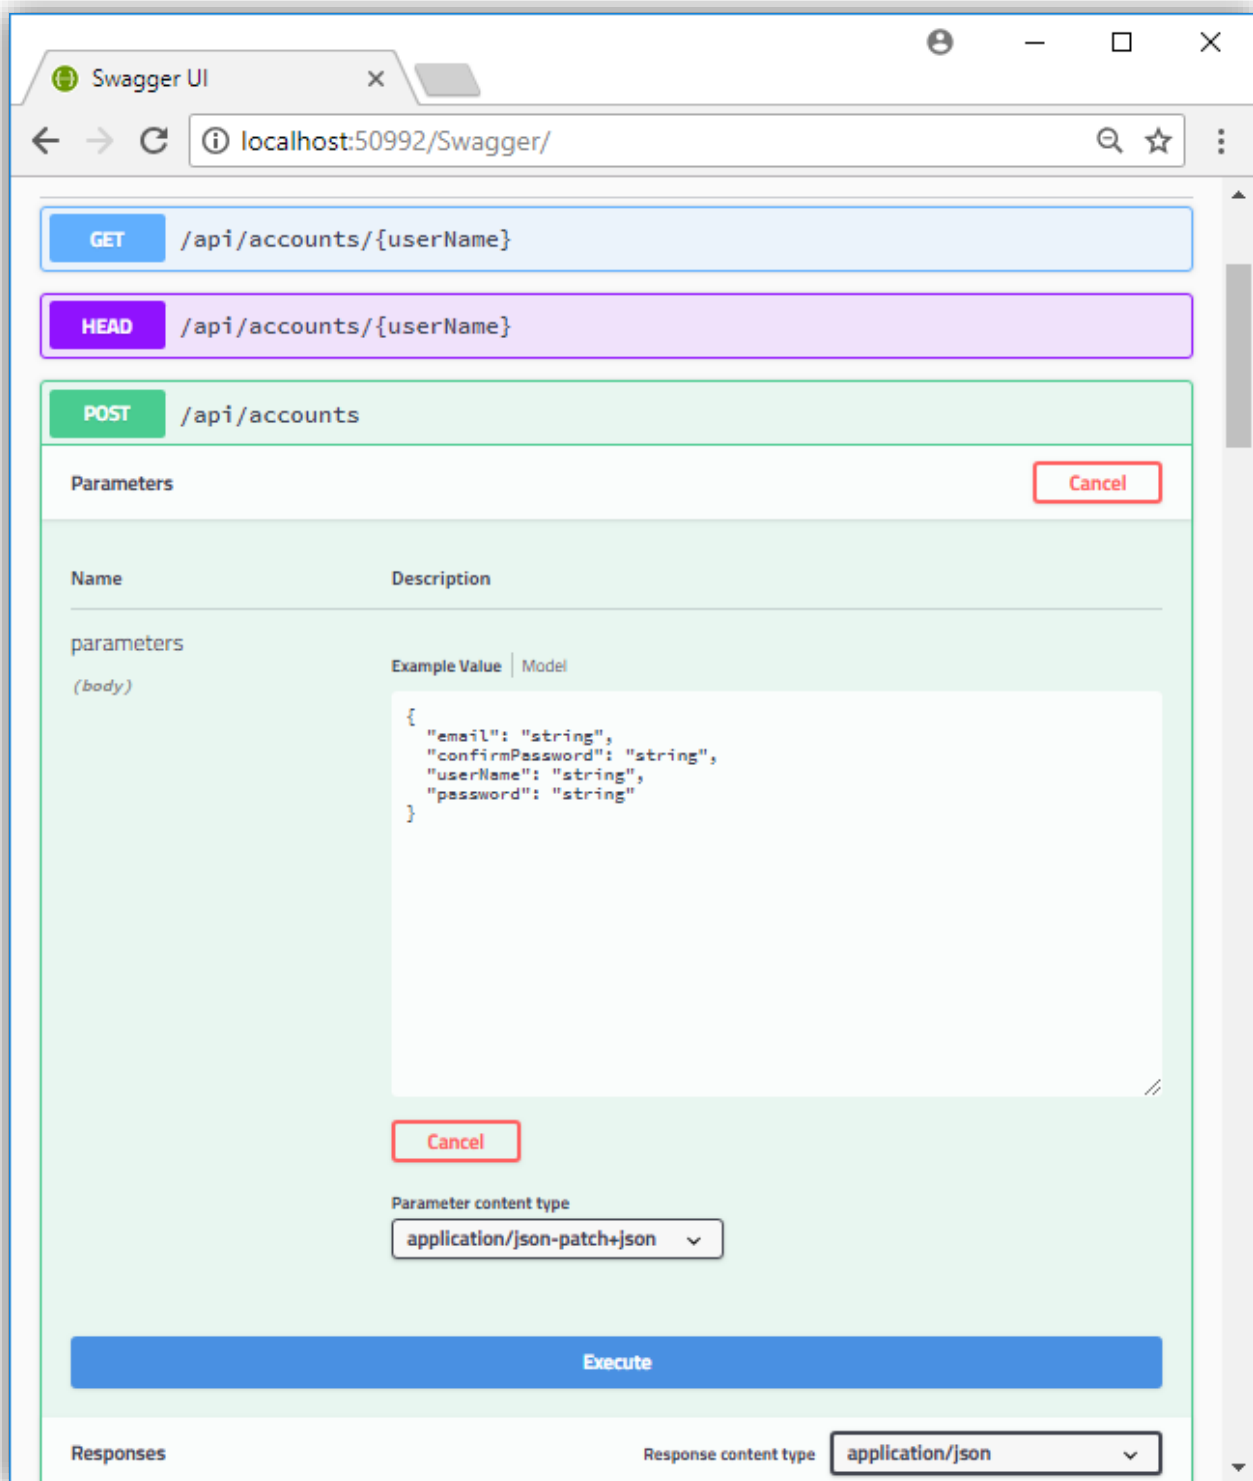 Swagger UI
localhost:50992/Swagger/
GET /api/accounts/{userName}
HEAD /api/accounts/{userName}
POST /api/accounts
Parameters Cancel
Name Description
parameters
(body)
Example Value Model
{
"email": "string",
"confirmPassword": "string",
"userName": "string",
"password": "string"
}
Cancel
Parameter content type
application/json-patch+json
Execute
Responses Response content type application/json